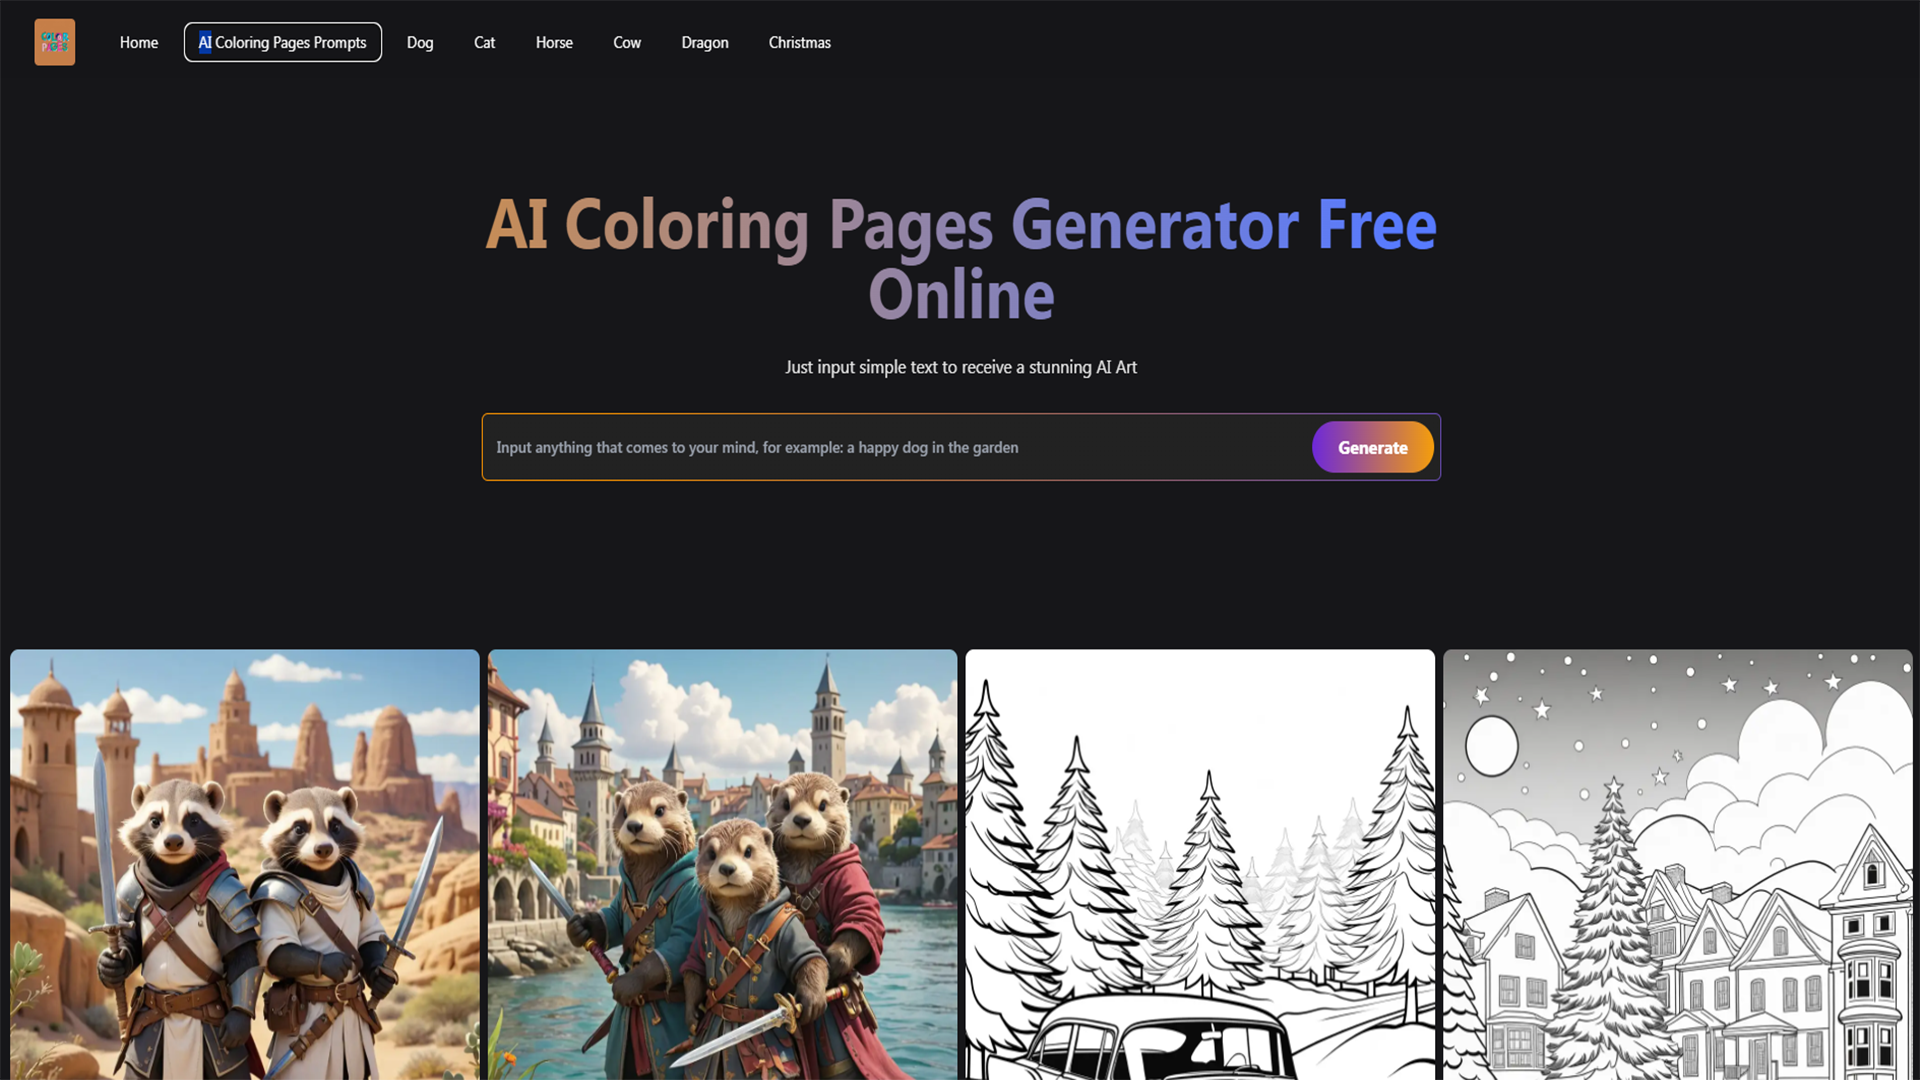 COLOR
PAGES
Home
AI Coloring Pages Prompts
Dog
Cat
Horse
Cow
Dragon
Christmas
AI Coloring Pages Generator Free
Online
Just input simple text to receive a stunning AI Art
Input anything that comes to your mind, for example: a happy dog in the garden
Generate